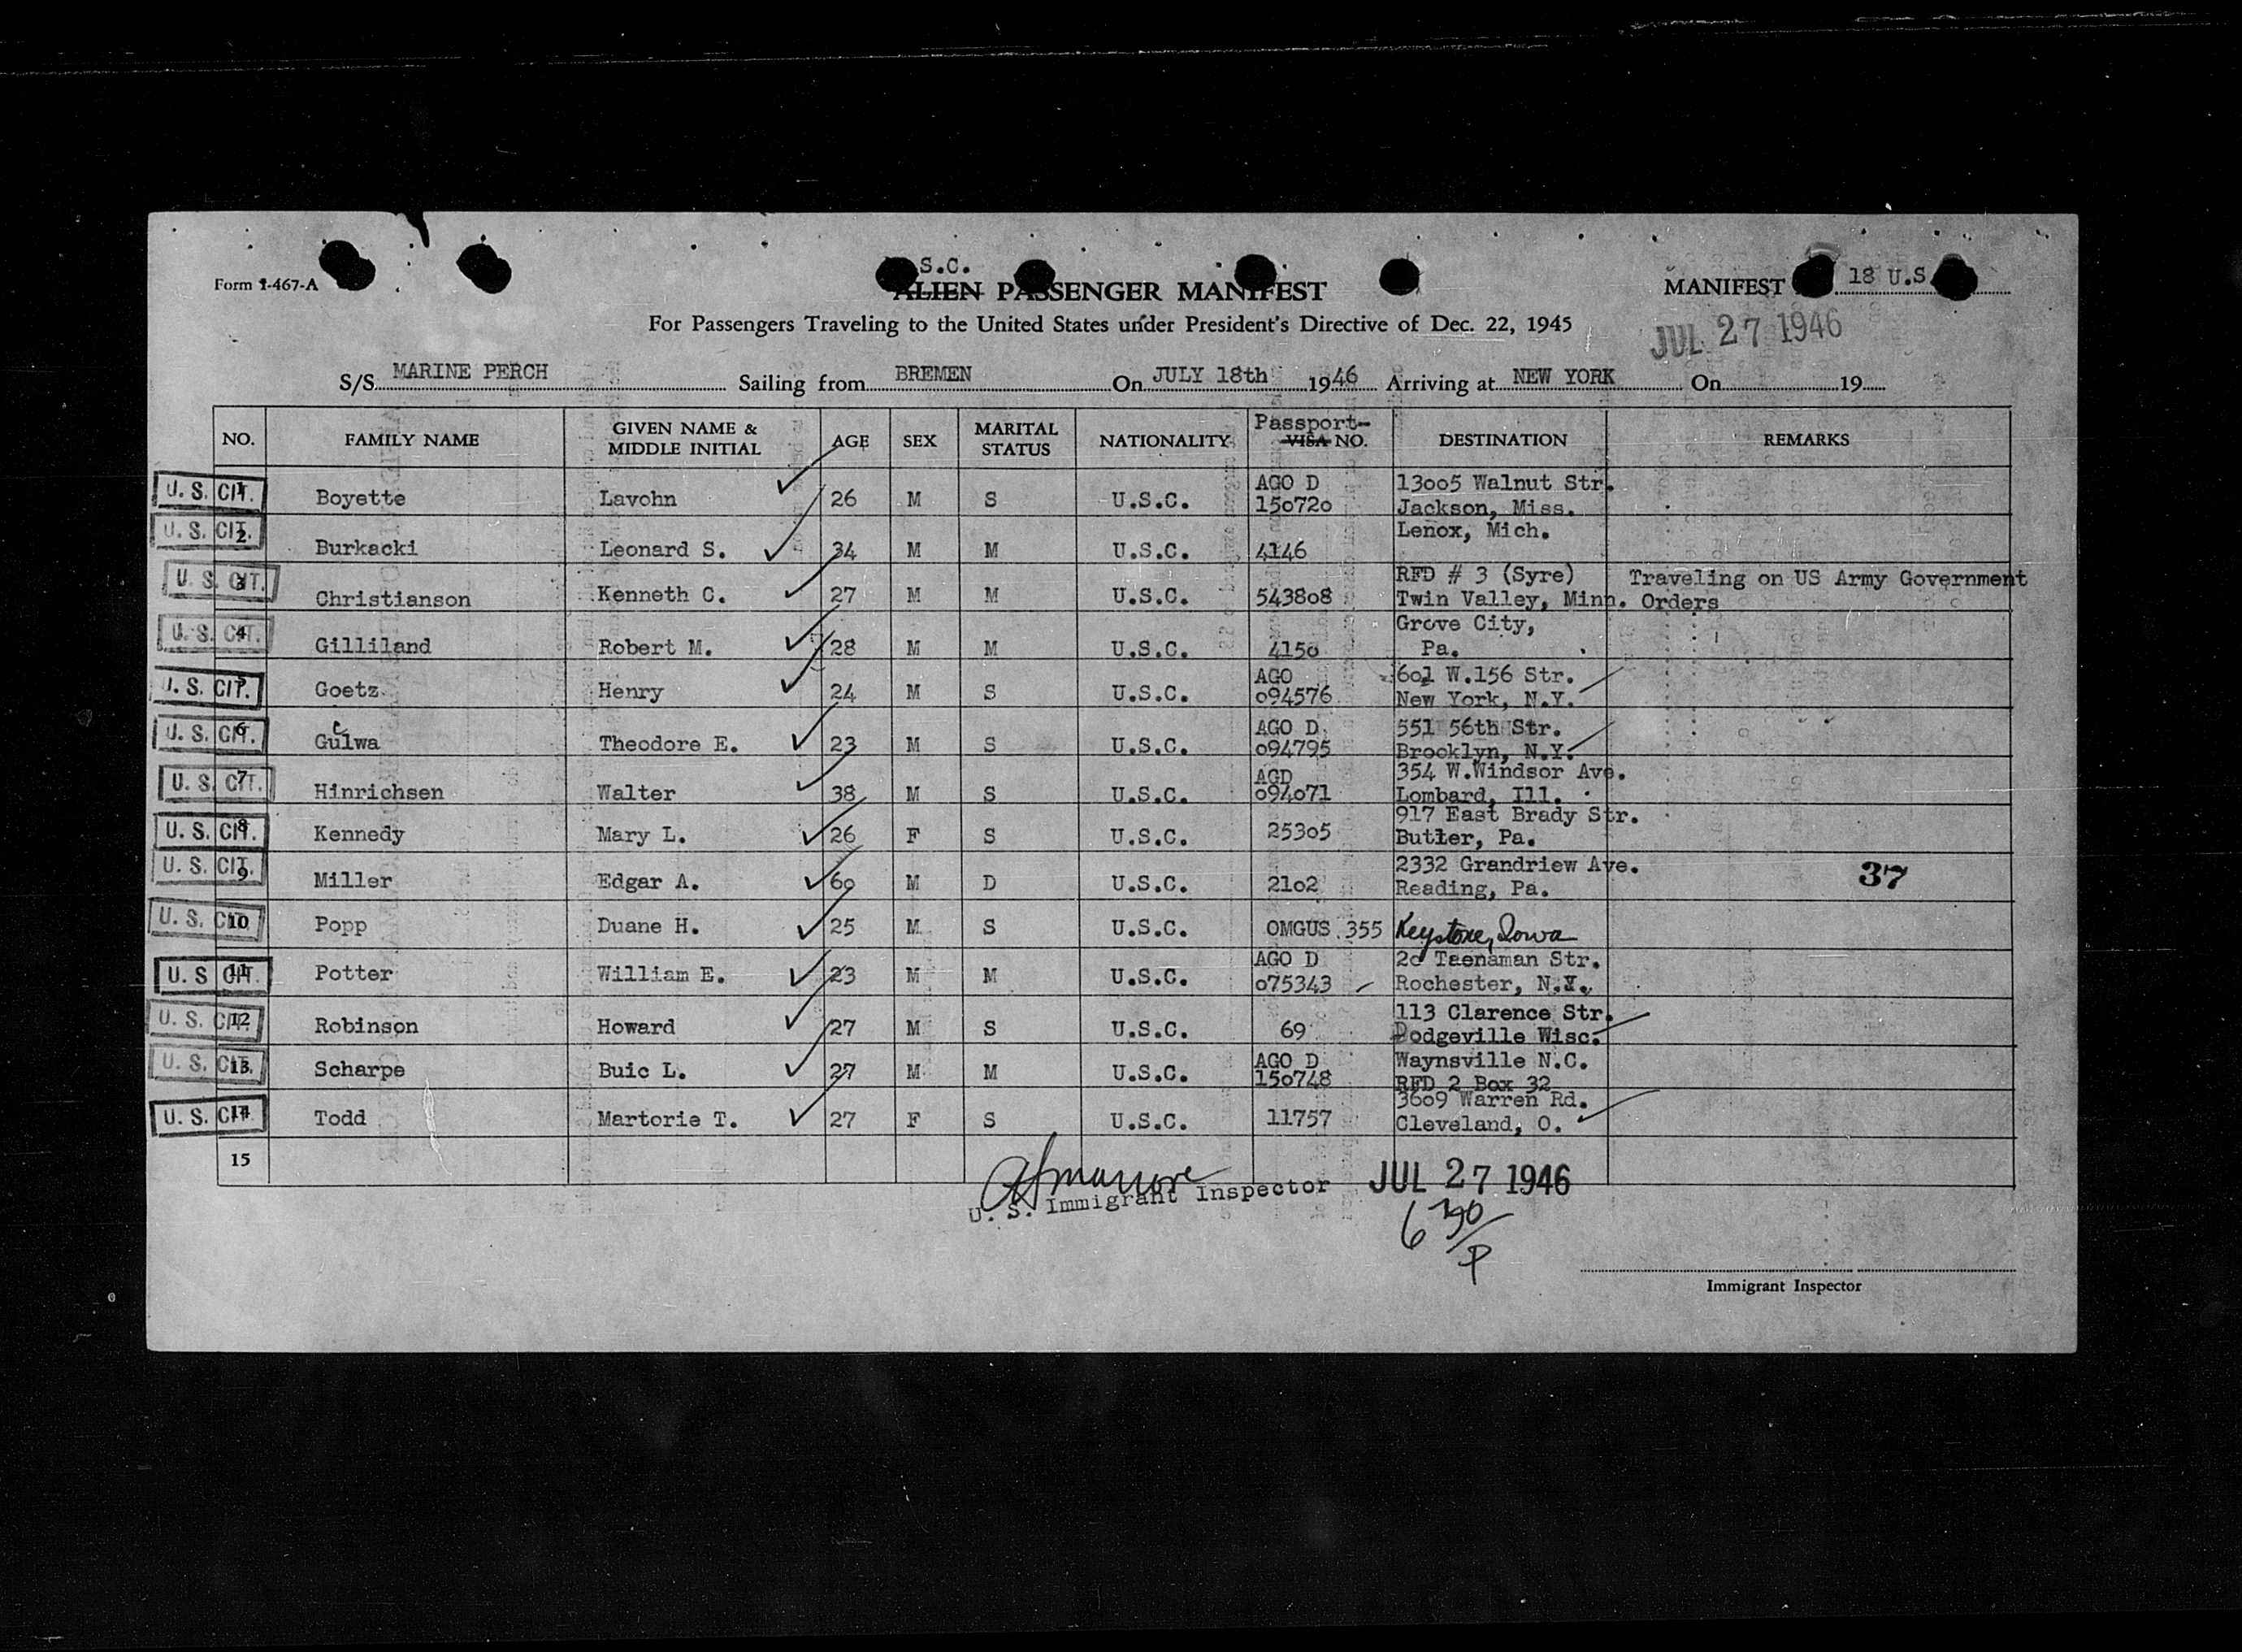 S.C.
Form I-467-A
ALIEN PASSENGER MANIFEST
MANIFEST 18 U.S.
For Passengers Traveling to the United States under President's Directive of Dec. 22, 1945
JUL 27 1946
S/S MARINE PERCH Sailing from BREMEN On JULY 18th 1946 Arriving at NEW YORK On 19
NO. FAMILY NAME GIVEN NAME & MIDDLE INITIAL AGE SEX MARITAL STATUS NATIONALITY Passport VISA NO. DESTINATION REMARKS
U. S. CIT. 1 Boyette Lavohn 26 M S U.S.C. AGO D 150720 13005 Walnut Str. Jackson, Miss.
U. S. CIT. 2 Burkacki Leonard S. 34 M M U.S.C. 4146 Lenox, Mich.
U. S. CIT. 3 Christianson Kenneth C. 27 M M U.S.C. 543808 RFD # 3 (Syre) Twin Valley, Minn. Traveling on US Army Government Orders
U. S. CIT. 4 Gilliland Robert M. 28 M M U.S.C. 4150 Grove City, Pa.
U. S. CIT. 5 Goetz Henry 24 M S U.S.C. AGO 094576 601 W.156 Str. New York, N.Y.
U. S. CIT. 6 Theodore E. 23 M S U.S.C. AGO D 094795 551 56th Str. Brooklyn, N.Y.
U. S. CIT. 7 Hinrichsen Walter 38 M S U.S.C. AGD 094071 354 W.Windsor Ave. Lombard, Ill.
U. S. CIT. 8 Kennedy Mary L. 26 F S U.S.C. 25305 917 East Brady Str. Butler, Pa.
U. S. CIT. 9 Miller Edgar A. 60 M D U.S.C. 2102 2332 Grandriew Ave. Reading, Pa. 37
U. S. CIT. 10 Popp Duane H. 25 M S U.S.C. OMGUS 355 Keystone, Iowa
U. S. CIT. 11 Potter William E. 23 M M U.S.C. AGO D 075343 20 Taenaman Str. Rochester, N.Y.
U. S. CIT. 12 Robinson Howard 27 M S U.S.C. 69 113 Clarence Str. Dodgeville Wisc.
U. S. CIT. 13 Scharpe Buic L. 27 M M U.S.C. AGO D 150748 Waynsville N.C. RFD 2 Box 32
U. S. CIT. 14 Todd Martorie T. 27 F S U.S.C. 11757 3609 Warren Rd. Cleveland, O.
15
U. S. Immigrant Inspector JUL 27 1946
6 30/P
Immigrant Inspector